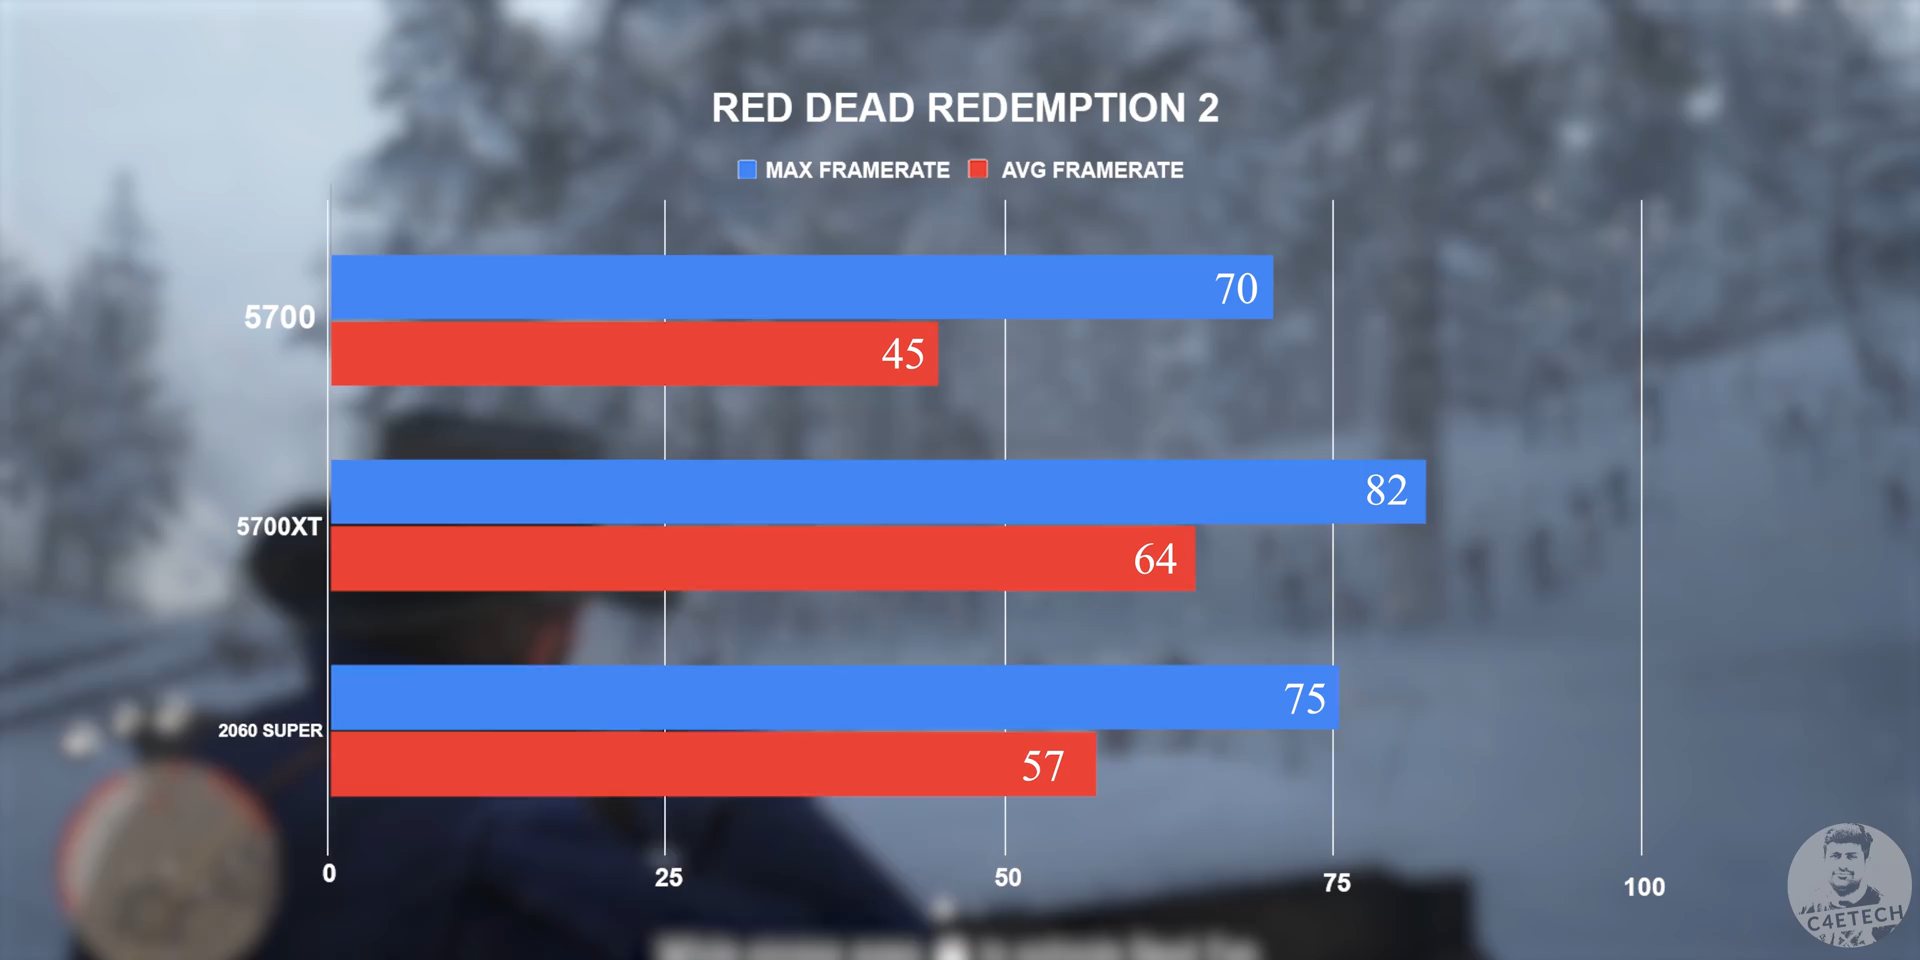 RED DEAD REDEMPTION 2
MAX FRAMERATE AVG FRAMERATE
5700
70
45
5700XT
82
64
2060 SUPER
75
57
0 25 50 75 100
C4ETECH